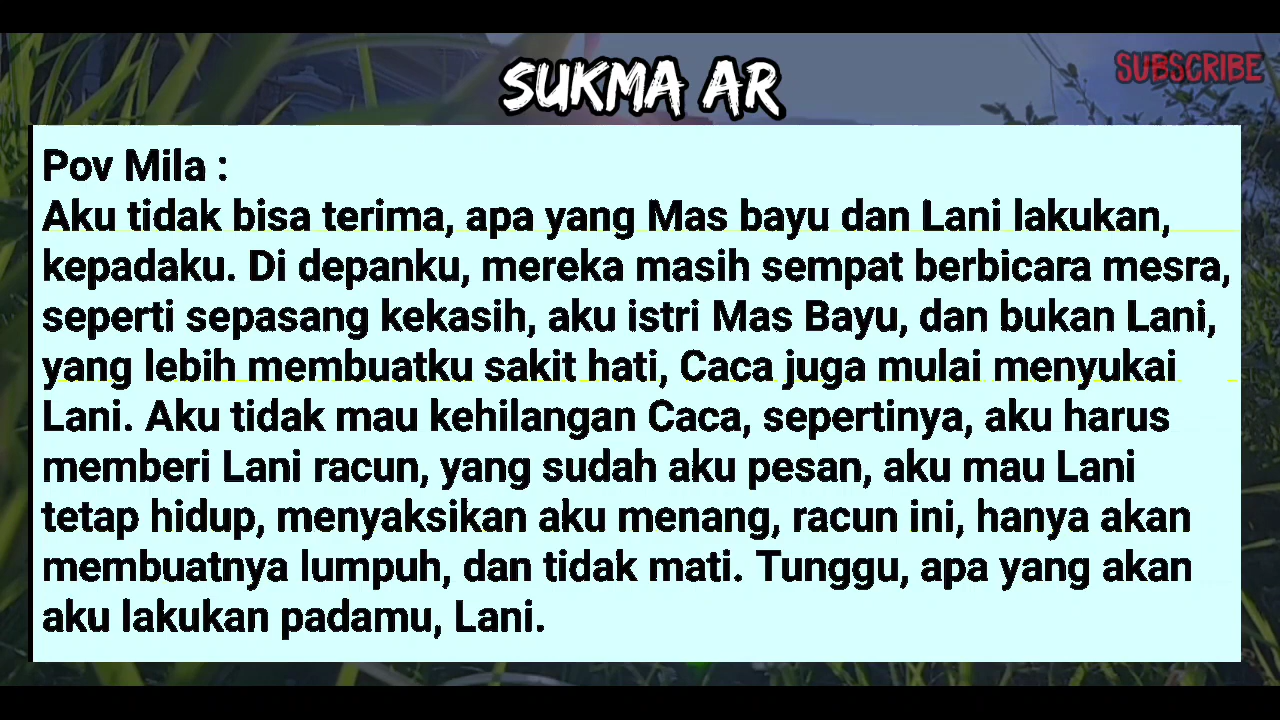 SUKMA AR
SUBSCRIBE
Pov Mila :
Aku tidak bisa terima, apa yang Mas bayu dan Lani lakukan,
kepadaku. Di depanku, mereka masih sempat berbicara mesra,
seperti sepasang kekasih, aku istri Mas Bayu, dan bukan Lani,
yang lebih membuatku sakit hati, Caca juga mulai menyukai
Lani. Aku tidak mau kehilangan Caca, sepertinya, aku harus
memberi Lani racun, yang sudah aku pesan, aku mau Lani
tetap hidup, menyaksikan aku menang, racun ini, hanya akan
membuatnya lumpuh, dan tidak mati. Tunggu, apa yang akan
aku lakukan padamu, Lani.